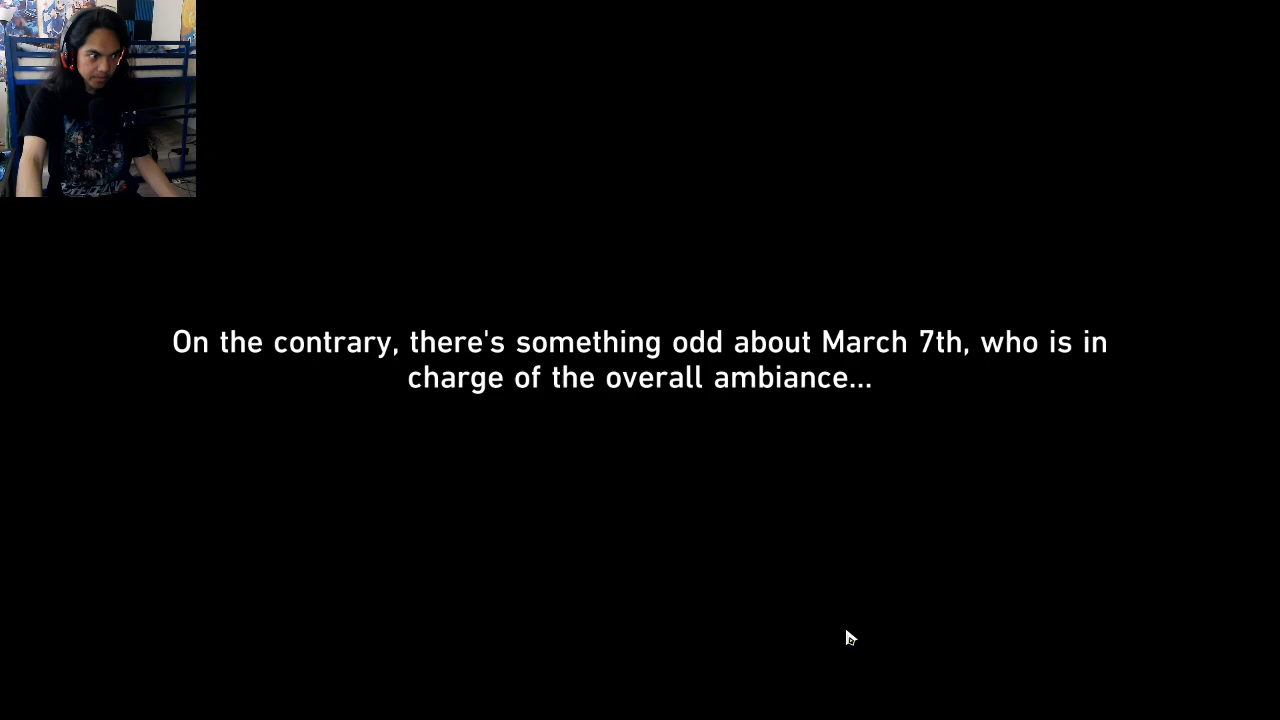 On the contrary, there's something odd about March 7th, who is in
charge of the overall ambiance...